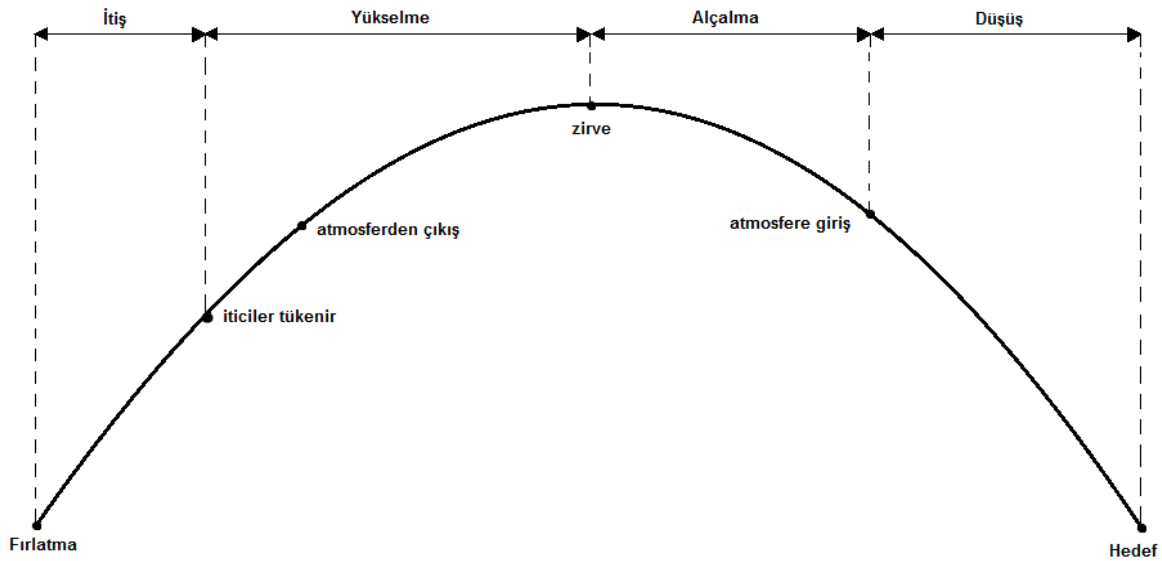 İtiş
Yükselme
Alçalma
Düşüş
zirve
atmosferden çıkış
atmosfere giriş
iticiler tükenir
Fırlatma
Hedef